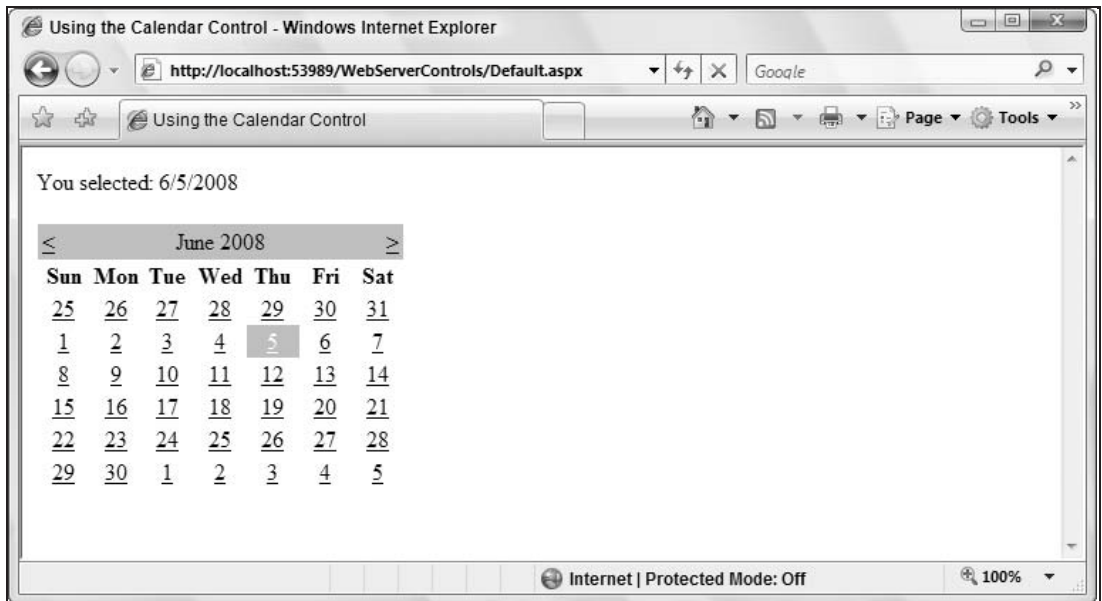 Using the Calendar Control - Windows Internet Explorer
http://localhost:53989/WebServerControls/Default.aspx Google
Using the Calendar Control Page Tools
You selected: 6/5/2008
< June 2008 >
Sun Mon Tue Wed Thu Fri Sat
25 26 27 28 29 30 31
1 2 3 4 5 6 7
8 9 10 11 12 13 14
15 16 17 18 19 20 21
22 23 24 25 26 27 28
29 30 1 2 3 4 5
Internet | Protected Mode: Off 100%